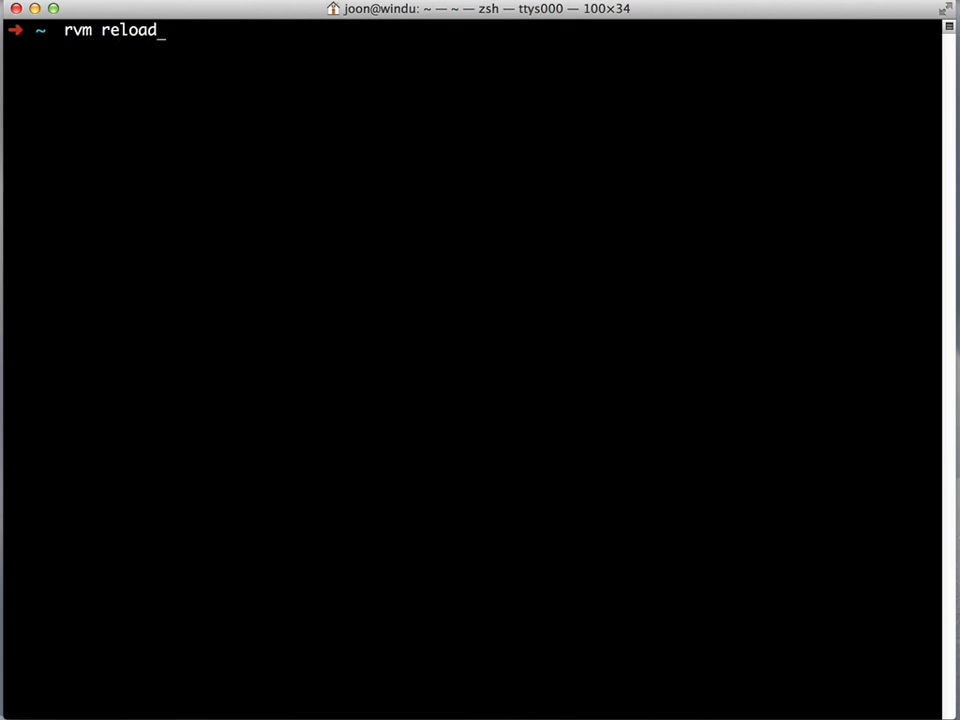 joon@windu: ~ — ~ — zsh — ttys000 — 100×34
➜ ~ rvm reload_